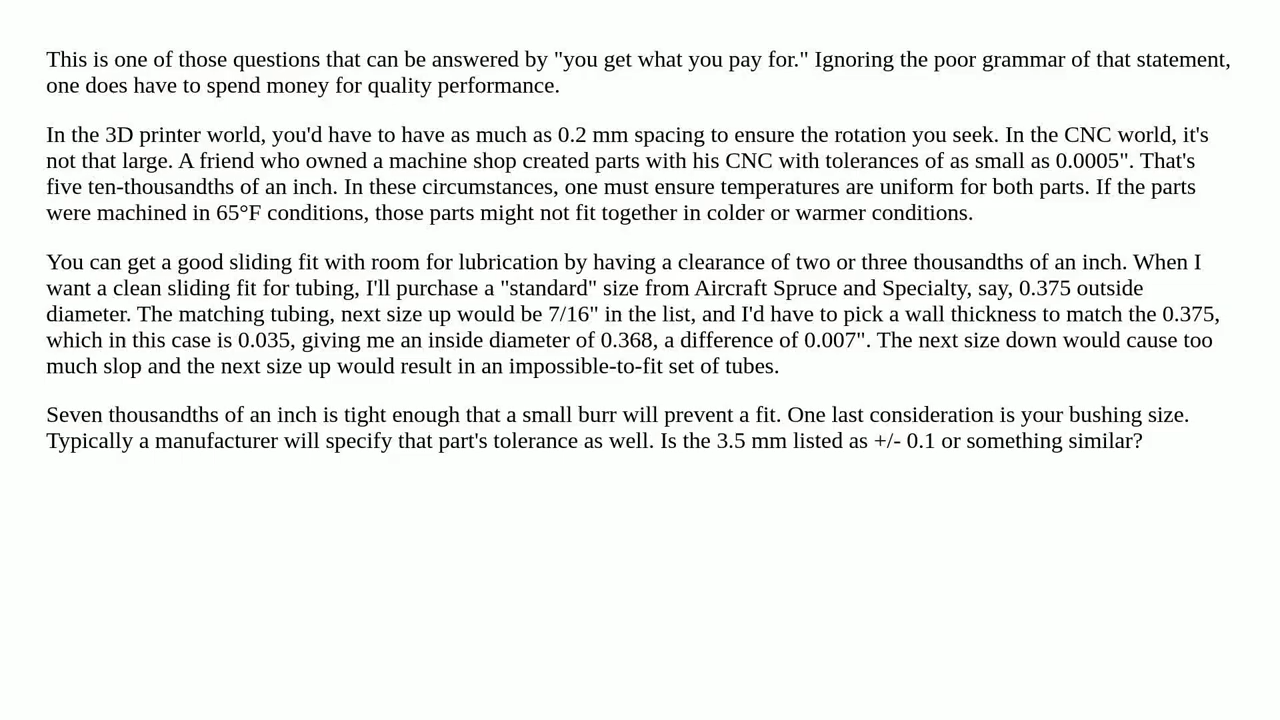 This is one of those questions that can be answered by "you get what you pay for." Ignoring the poor grammar of that statement,
one does have to spend money for quality performance.
In the 3D printer world, you'd have to have as much as 0.2 mm spacing to ensure the rotation you seek. In the CNC world, it's
not that large. A friend who owned a machine shop created parts with his CNC with tolerances of as small as 0.0005". That's
five ten-thousandths of an inch. In these circumstances, one must ensure temperatures are uniform for both parts. If the parts
were machined in 65°F conditions, those parts might not fit together in colder or warmer conditions.
You can get a good sliding fit with room for lubrication by having a clearance of two or three thousandths of an inch. When I
want a clean sliding fit for tubing, I'll purchase a "standard" size from Aircraft Spruce and Specialty, say, 0.375 outside
diameter. The matching tubing, next size up would be 7/16" in the list, and I'd have to pick a wall thickness to match the 0.375,
which in this case is 0.035, giving me an inside diameter of 0.368, a difference of 0.007". The next size down would cause too
much slop and the next size up would result in an impossible-to-fit set of tubes.
Seven thousandths of an inch is tight enough that a small burr will prevent a fit. One last consideration is your bushing size.
Typically a manufacturer will specify that part's tolerance as well. Is the 3.5 mm listed as +/- 0.1 or something similar?